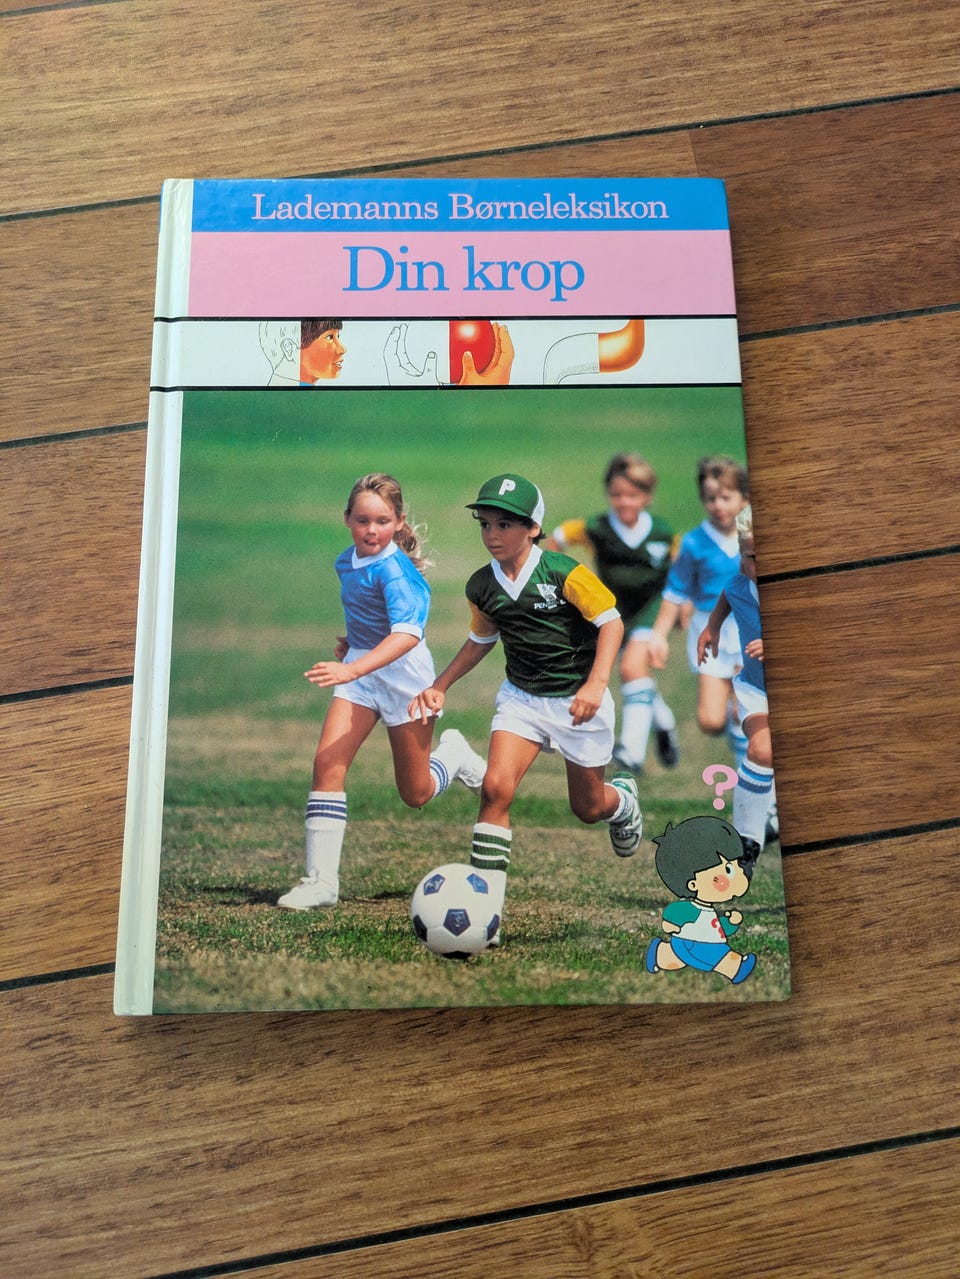 Lademanns Børneleksikon
Din krop
P
?